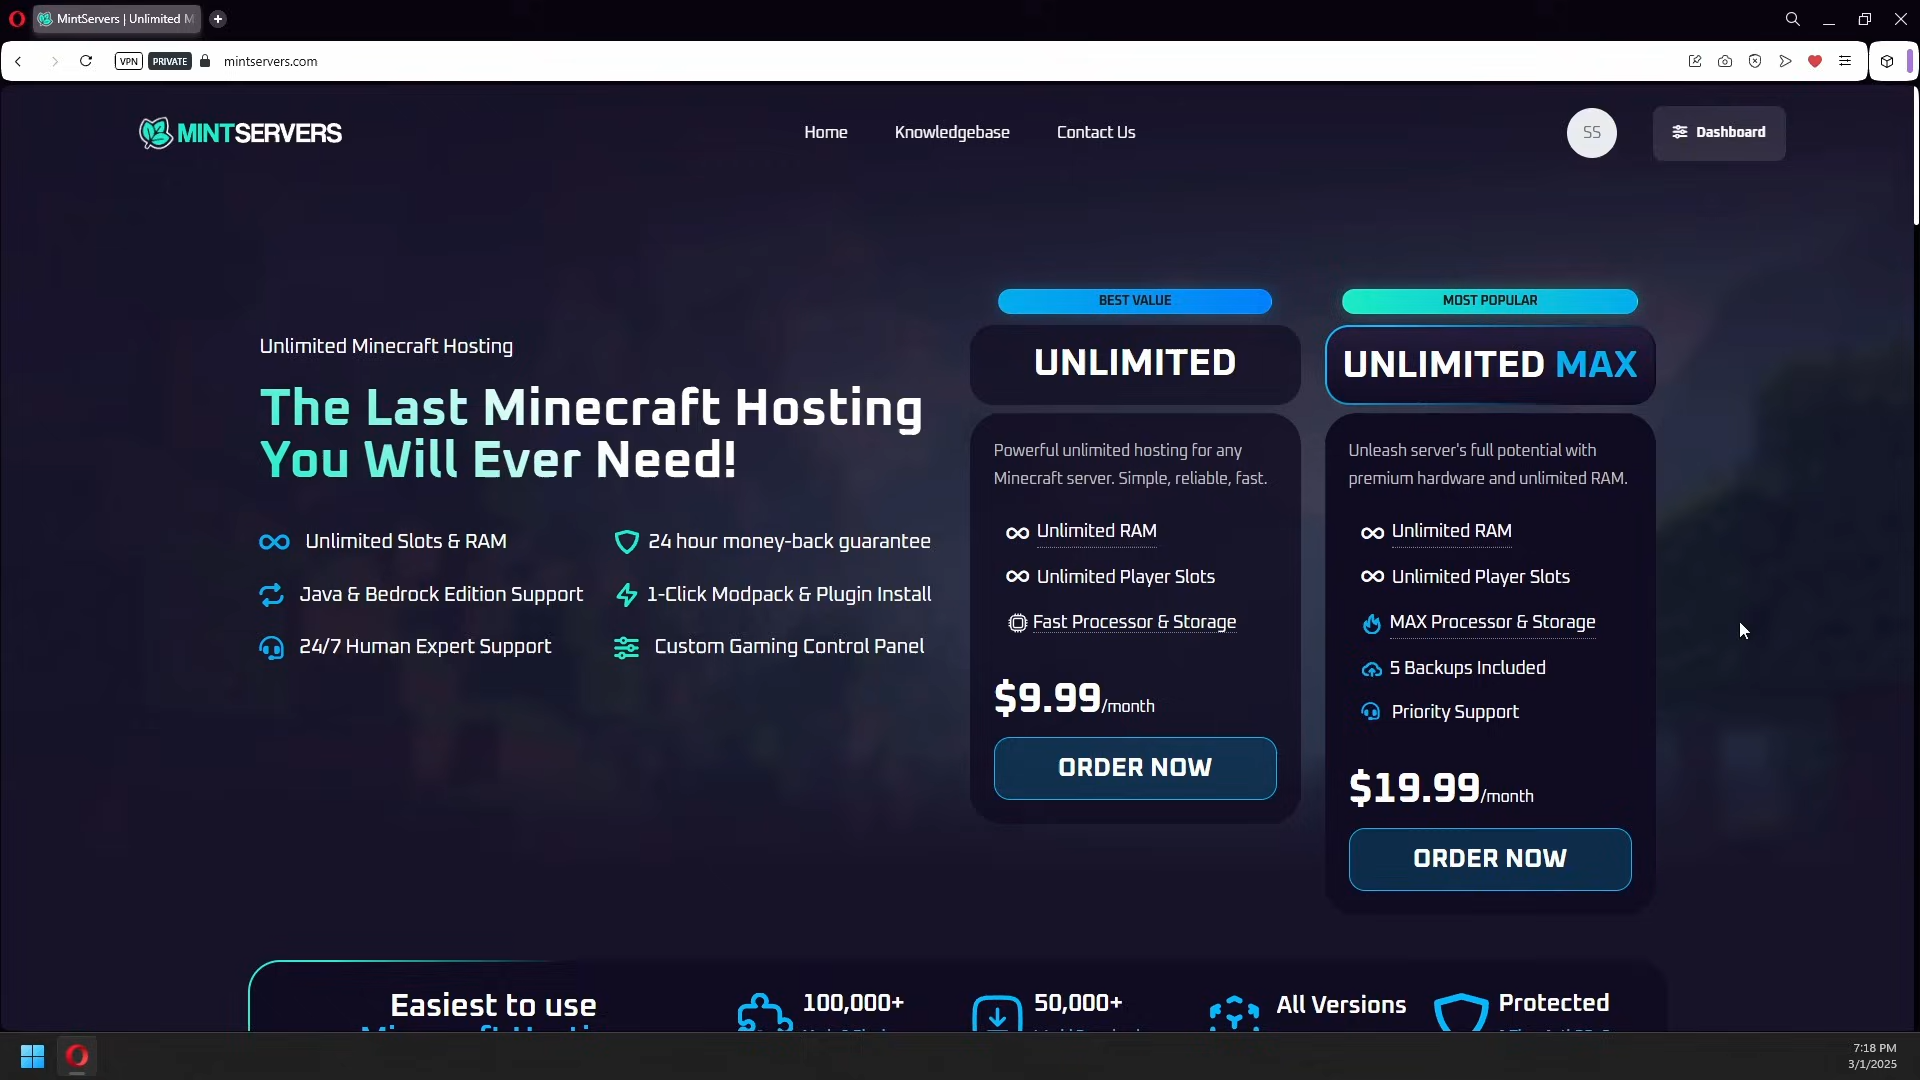 MintServers | Unlimited M
VPN
PRIVATE
mintservers.com
MINTSERVERS
Home
Knowledgebase
Contact Us
SS
Dashboard
Unlimited Minecraft Hosting
The Last Minecraft Hosting
You Will Ever Need!
Unlimited Slots & RAM
24 hour money-back guarantee
Java & Bedrock Edition Support
1-Click Modpack & Plugin Install
24/7 Human Expert Support
Custom Gaming Control Panel
BEST VALUE
UNLIMITED
Powerful unlimited hosting for any
Minecraft server. Simple, reliable, fast.
Unlimited RAM
Unlimited Player Slots
Fast Processor & Storage
$9.99/month
ORDER NOW
MOST POPULAR
UNLIMITED MAX
Unleash server's full potential with
premium hardware and unlimited RAM.
Unlimited RAM
Unlimited Player Slots
MAX Processor & Storage
5 Backups Included
Priority Support
$19.99/month
ORDER NOW
Easiest to use
100,000+
50,000+
All Versions
Protected
7:18 PM
3/1/2025